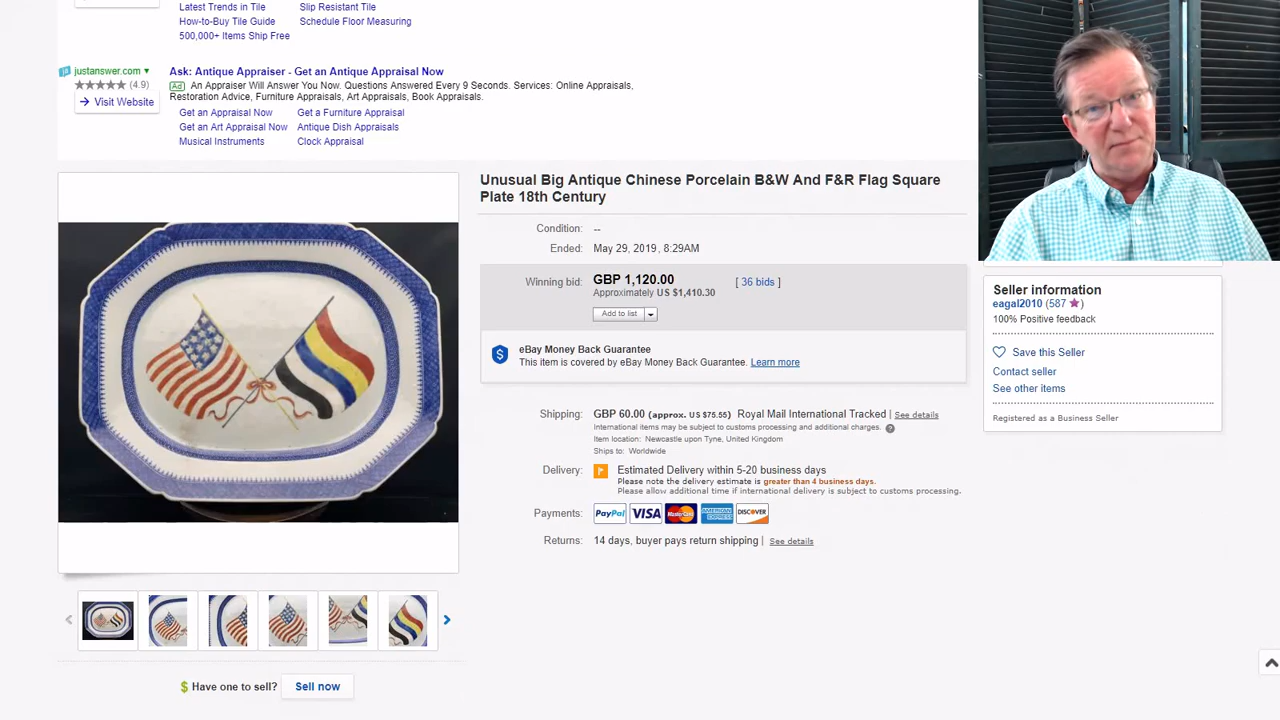 Latest Trends in Tile
Slip Resistant Tile
How-to-Buy Tile Guide
Schedule Floor Measuring
500,000+ Items Ship Free
justanswer.com ▾
Ask: Antique Appraiser - Get an Antique Appraisal Now
★★★★★ (4.9)
Ad An Appraiser Will Answer You Now. Questions Answered Every 9 Seconds. Services: Online Appraisals,
Restoration Advice, Furniture Appraisals, Art Appraisals, Book Appraisals.
→ Visit Website
Get an Appraisal Now
Get a Furniture Appraisal
Get an Art Appraisal Now
Antique Dish Appraisals
Musical Instruments
Clock Appraisal
Unusual Big Antique Chinese Porcelain B&W And F&R Flag Square
Plate 18th Century
Condition: --
Ended: May 29, 2019 , 8:29AM
Winning bid: GBP 1,120.00 [ 36 bids ]
Approximately US $1,410.30
Add to list
eBay Money Back Guarantee
This item is covered by eBay Money Back Guarantee. Learn more
Shipping: GBP 60.00 (approx. US $75.55) Royal Mail International Tracked | See details
International items may be subject to customs processing and additional charges.
Item location: Newcastle upon Tyne, United Kingdom
Ships to: Worldwide
Delivery: Estimated Delivery within 5-20 business days
Please note the delivery estimate is greater than 4 business days.
Please allow additional time if international delivery is subject to customs processing.
Payments: PayPal VISA MasterCard AMERICAN EXPRESS DISCOVER
Returns: 14 days, buyer pays return shipping | See details
Seller information
eagal2010 (587 ★)
100% Positive feedback
Save this Seller
Contact seller
See other items
Registered as a Business Seller
$ Have one to sell? Sell now